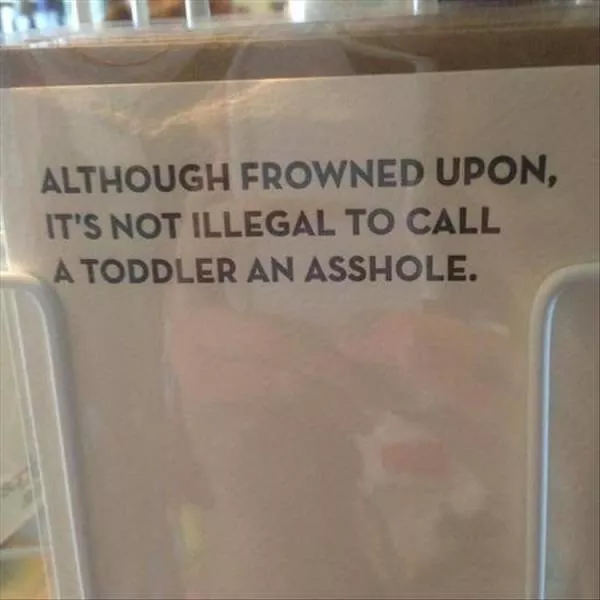 ALTHOUGH FROWNED UPON,
IT'S NOT ILLEGAL TO CALL
A TODDLER AN ASSHOLE.